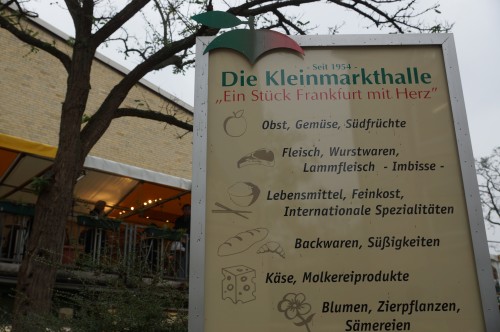 - Seit 1954 -
Die Kleinmarkthalle
„Ein Stück Frankfurt mit Herz"
Obst, Gemüse, Südfrüchte
Fleisch, Wurstwaren,
Lammfleisch - Imbisse -
Lebensmittel, Feinkost,
Internationale Spezialitäten
Backwaren, Süßigkeiten
Käse, Molkereiprodukte
Blumen, Zierpflanzen,
Sämereien